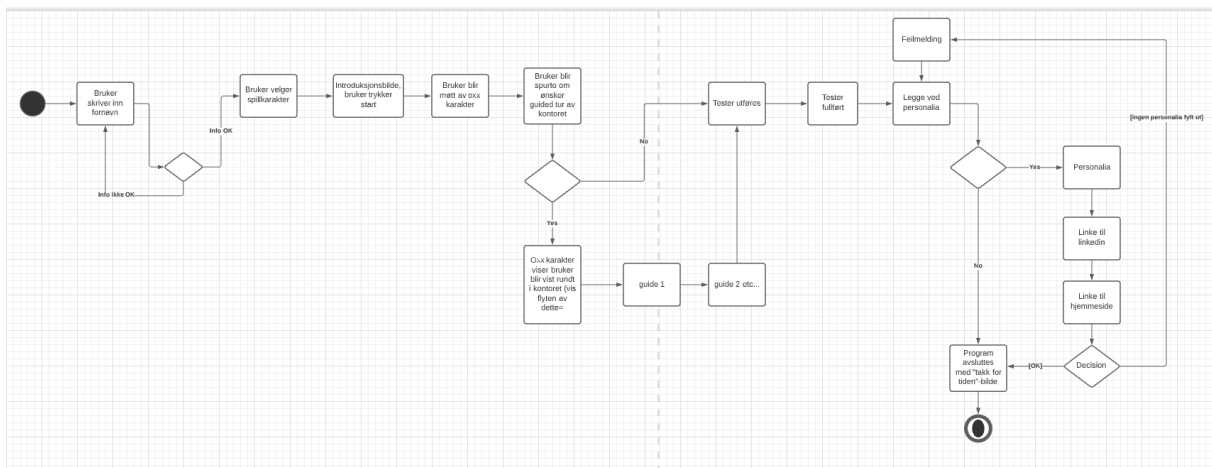 Bruker
skriver inn
fornavn
Info ikke OK
Info OK
Bruker velger
spillkarakter
Introduksjonsbilde,
bruker trykker
start
Bruker blir
møtt av oxx
karakter
Bruker blir
spurto om
ønsker
guided tur av
kontoret
No
Yes
Oxx karakter
viser bruker
blir vist rundt
i kontoret (vis
flyten av
dette=
guide 1
guide 2 etc...
Tester utføres
Tester
fullført
Feilmelding
Legge ved
personalia
Yes
No
Personalia
Linke til
linkedin
Linke til
hjemmeside
Decision
[OK]
[Ingen personalia fylt ut]
Program
avsluttes
med "takk for
tiden"-bilde